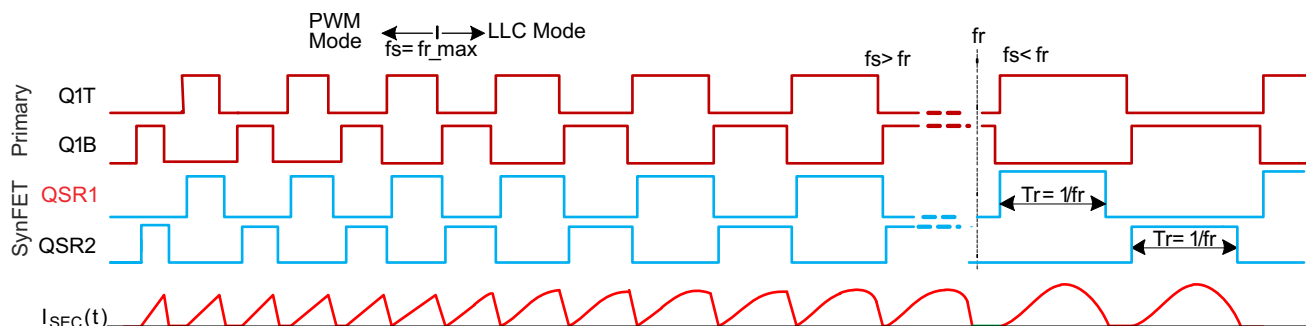 PWM
Mode
LLC Mode
fs= fr_max
fr
fs> fr
fs< fr
Primary
Q1T
Q1B
SynFET
QSR1
QSR2
Tr= 1/fr
Tr= 1/fr
ISEC(t)